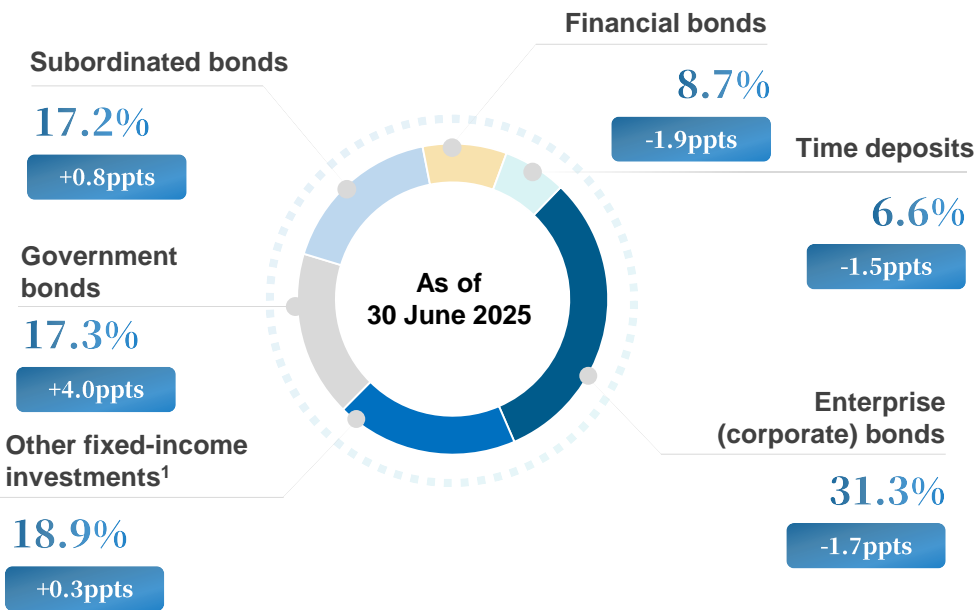 Financial bonds
8.7%
-1.9ppts
Subordinated bonds
17.2%
+0.8ppts
Time deposits
6.6%
-1.5ppts
Government
bonds
17.3%
+4.0ppts
As of
30 June 2025
Enterprise
(corporate) bonds
31.3%
-1.7ppts
Other fixed-income
investments¹
18.9%
+0.3ppts